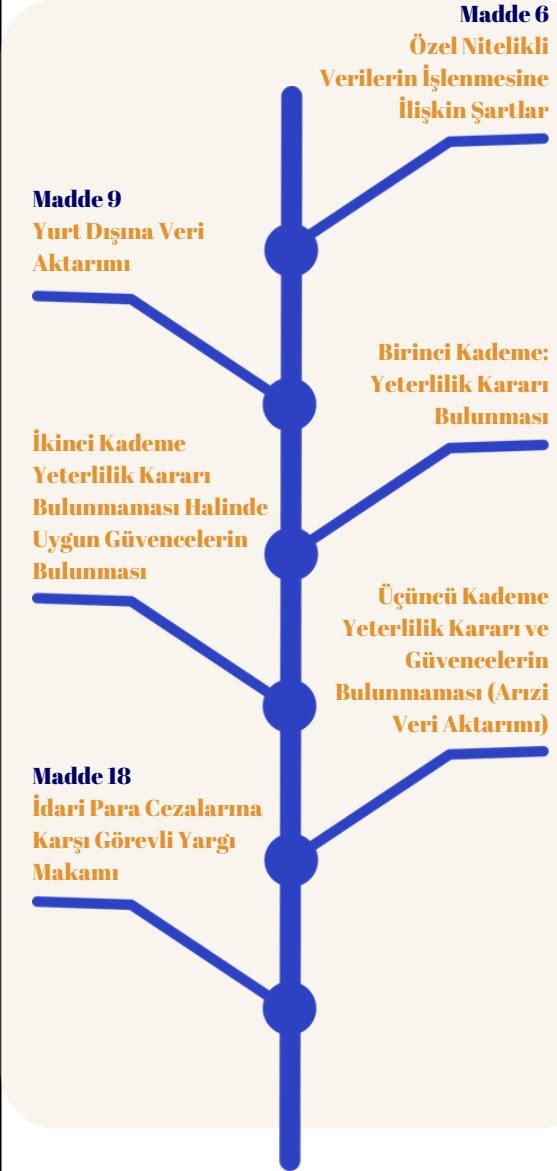 Madde 6
Özel Nitelikli
Verilerin İşlenmesine
İlişkin Şartlar
Madde 9
Yurt Dışına Veri
Aktarımı
Birinci Kademe:
Yeterlilik Kararı
Bulunması
İkinci Kademe
Yeterlilik Kararı
Bulunmaması Halinde
Uygun Güvencelerin
Bulunması
Üçüncü Kademe
Yeterlilik Kararı ve
Güvencelerin
Bulunmaması (Arızi
Veri Aktarımı)
Madde 18
İdari Para Cezalarına
Karşı Görevli Yargı
Makamı